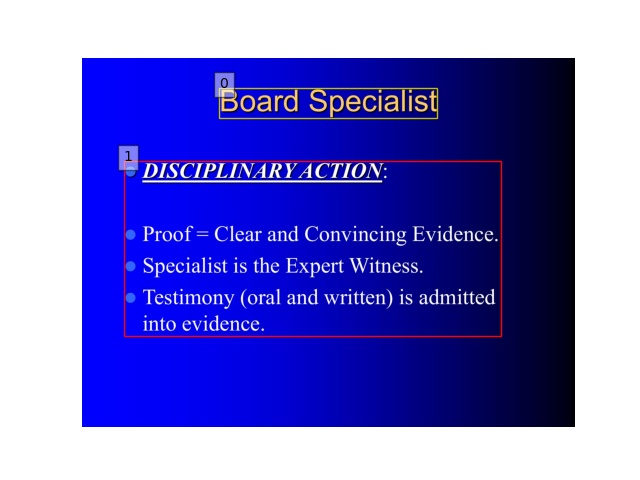 0
Board Specialist
1
DISCIPLINARY ACTION:
Proof = Clear and Convincing Evidence.
Specialist is the Expert Witness.
Testimony (oral and written) is admitted
into evidence.